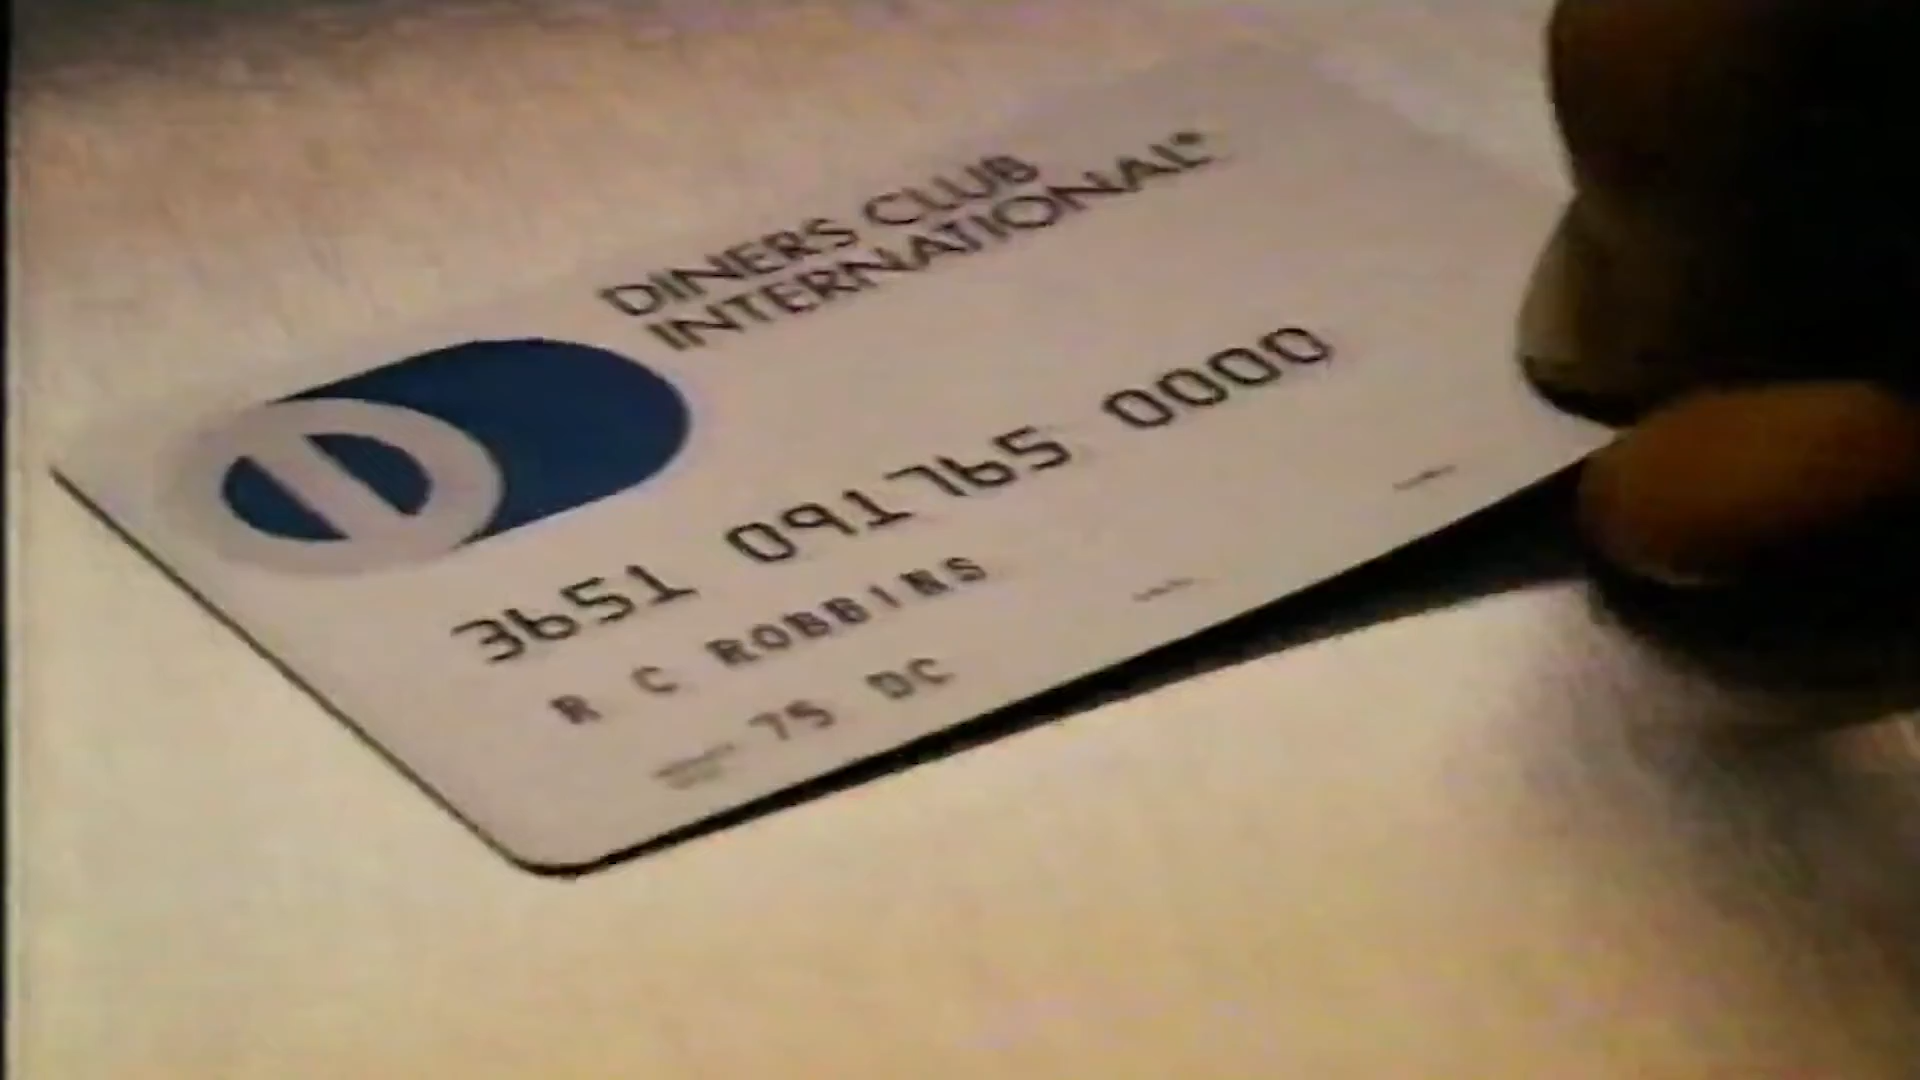 DINERS CLUB
INTERNATIONAL®
3651 091765 0000
R C ROBBINS
75 DC